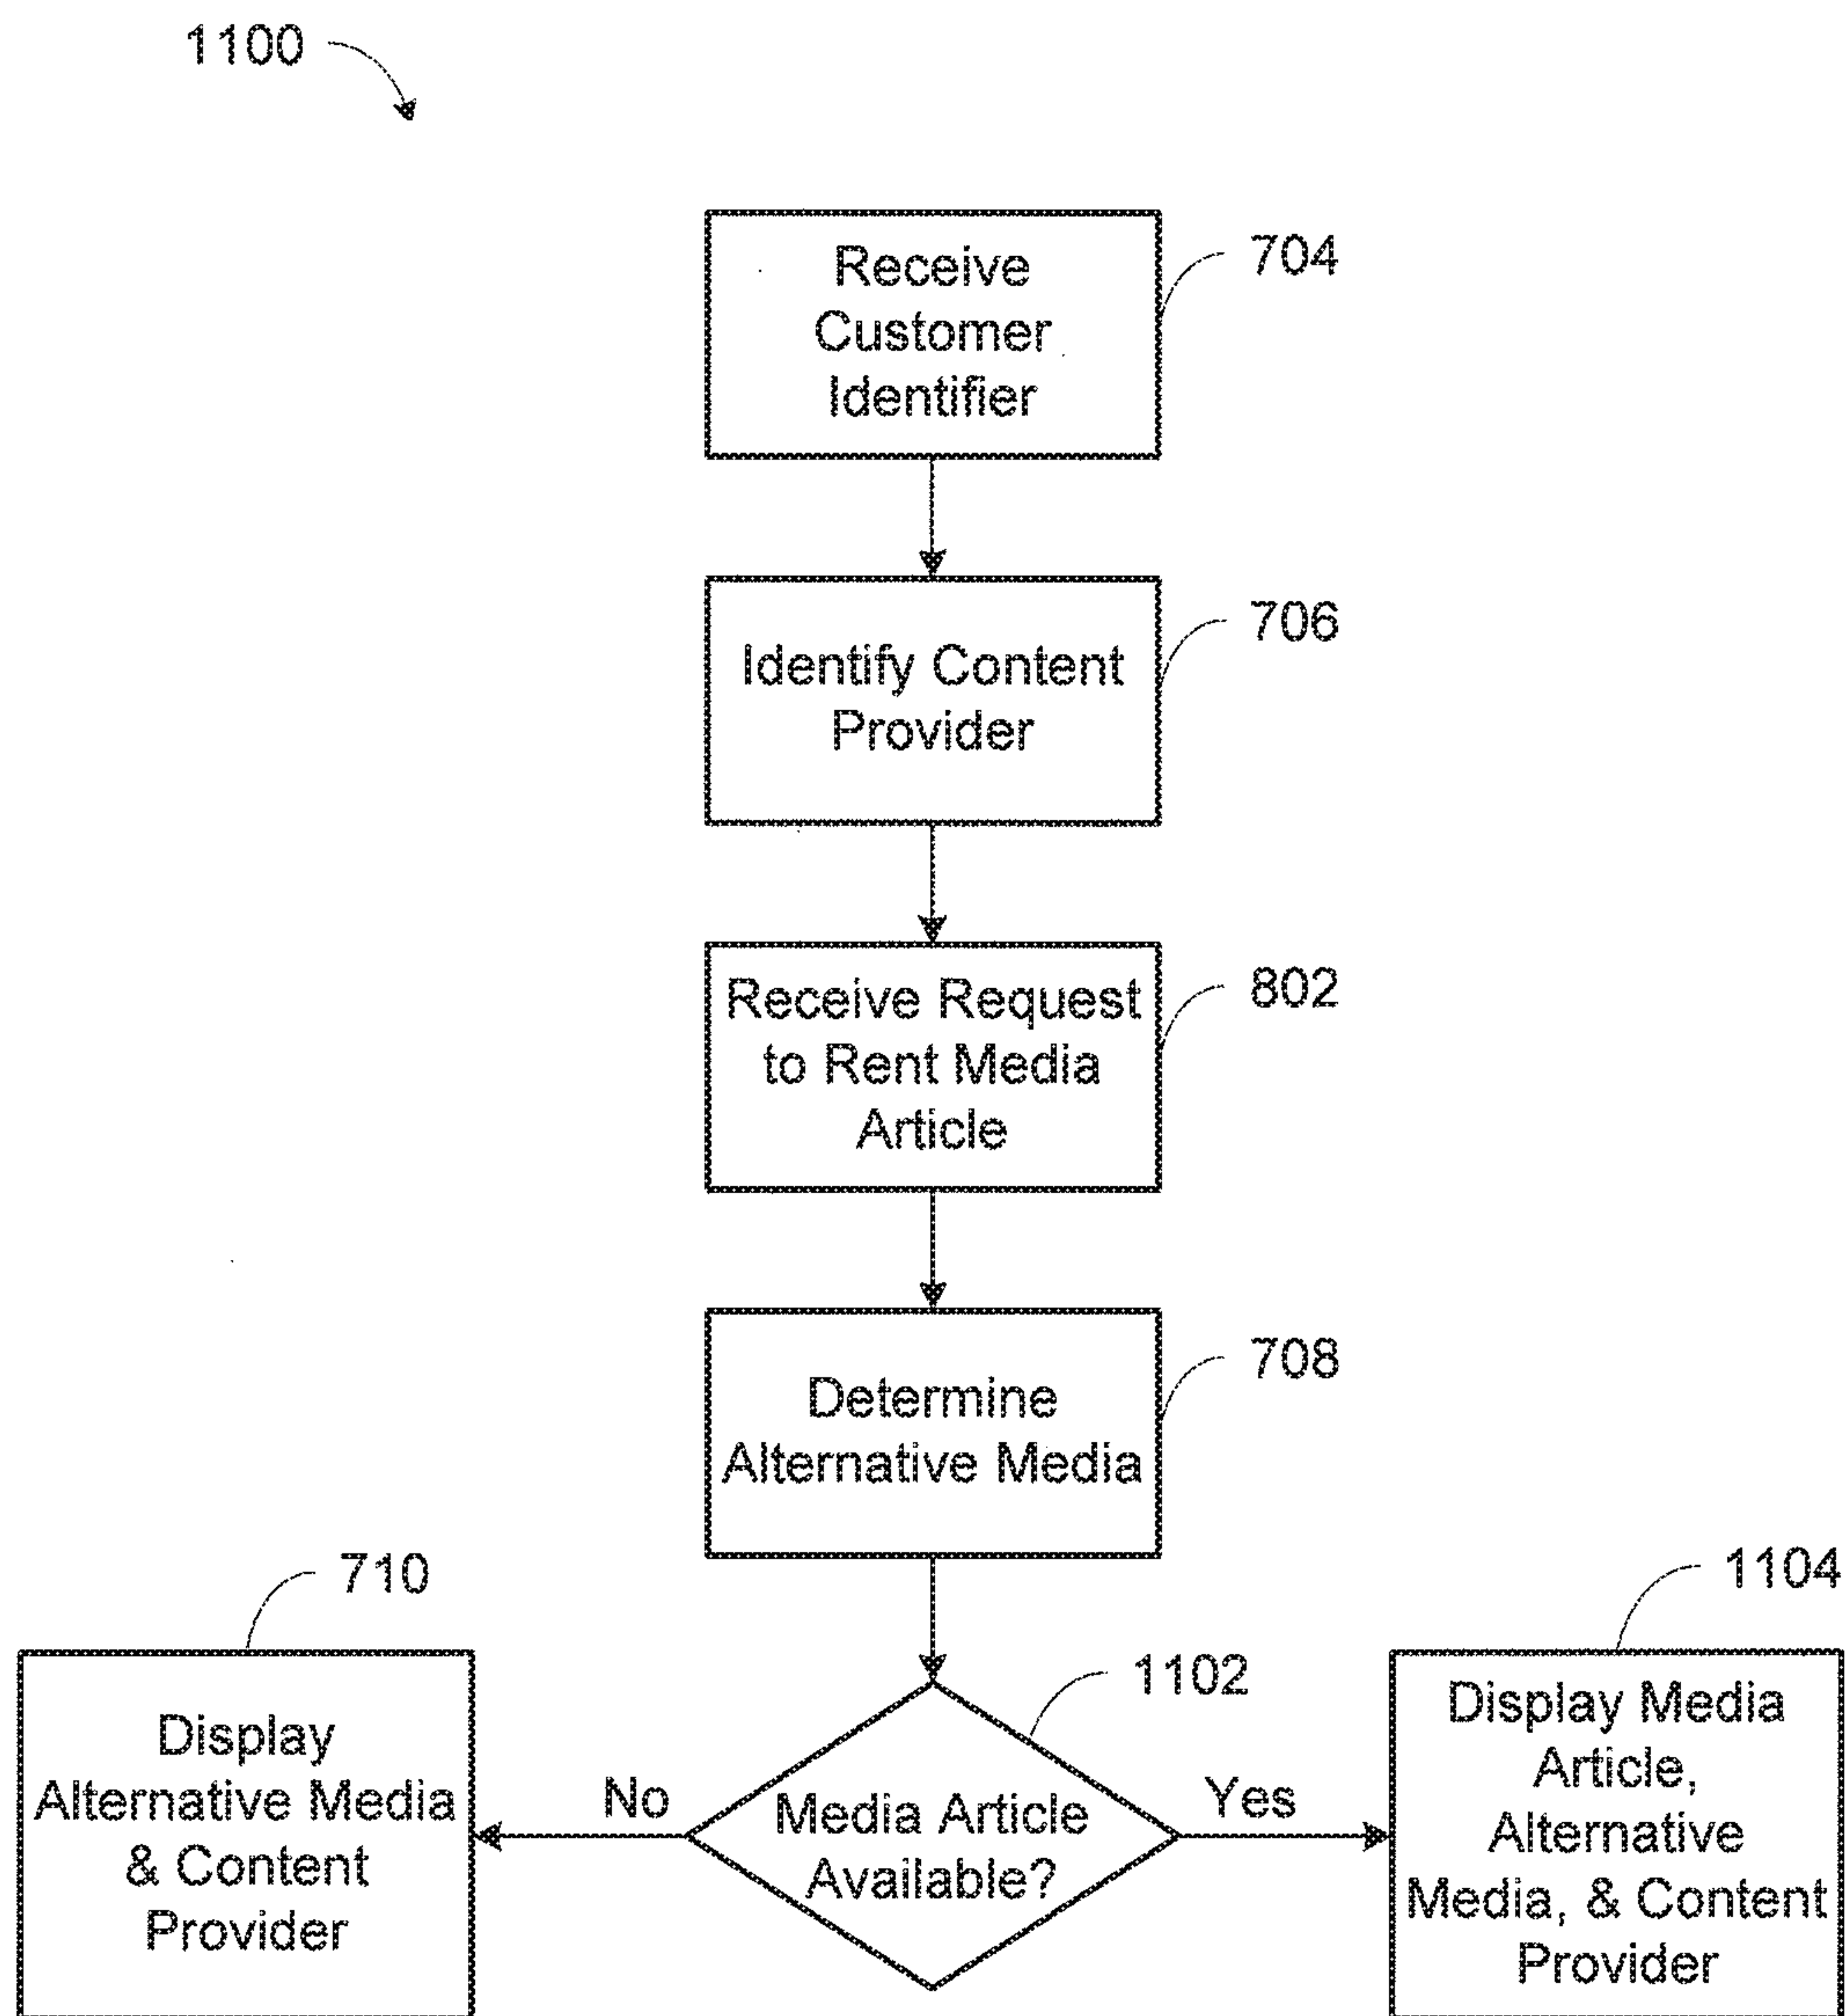 1100
Receive
Customer
Identifier
704
Identify Content
Provider
706
Receive Request
to Rent Media
Article
802
Determine
Alternative Media
708
710
Display
Alternative Media
& Content
Provider
No
1102
Media Article
Available?
Yes
1104
Display Media
Article,
Alternative
Media, & Content
Provider